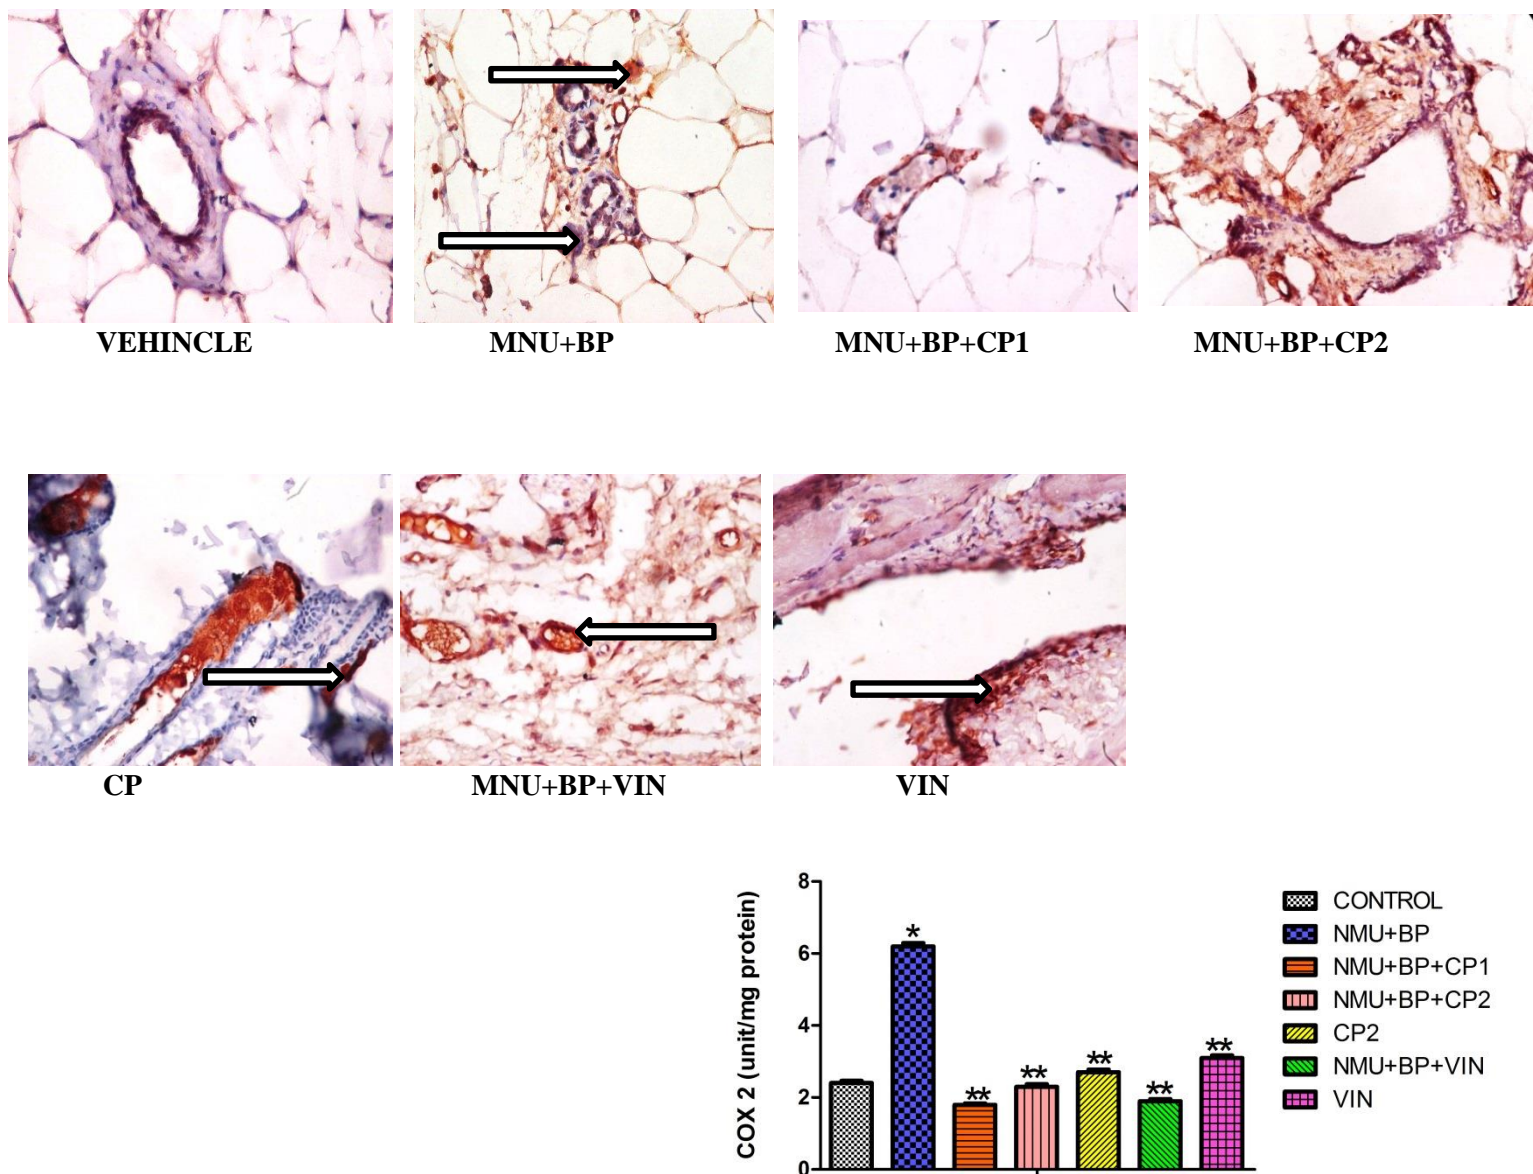 VEHINCLE
MNU+BP
MNU+BP+CP1
MNU+BP+CP2
CP
MNU+BP+VIN
VIN
COX 2 (unit/mg protein)
8
6
4
2
0
*
**
**
**
**
**
CONTROL
NMU+BP
NMU+BP+CP1
NMU+BP+CP2
CP2
NMU+BP+VIN
VIN